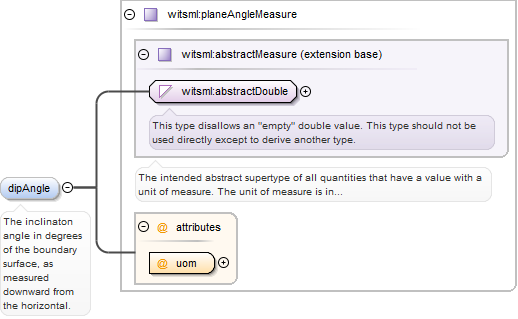 witsml:planeAngleMeasure
witsml:abstractMeasure (extension base)
witsml:abstractDouble
This type disallows an "empty" double value. This type should not be
used directly except to derive another type.
The intended abstract supertype of all quantities that have a value with a
unit of measure. The unit of measure is in...
dipAngle
The inclinaton
angle in degrees
of the boundary
surface, as
measured
downward from
the horizontal.
@ attributes
@ uom